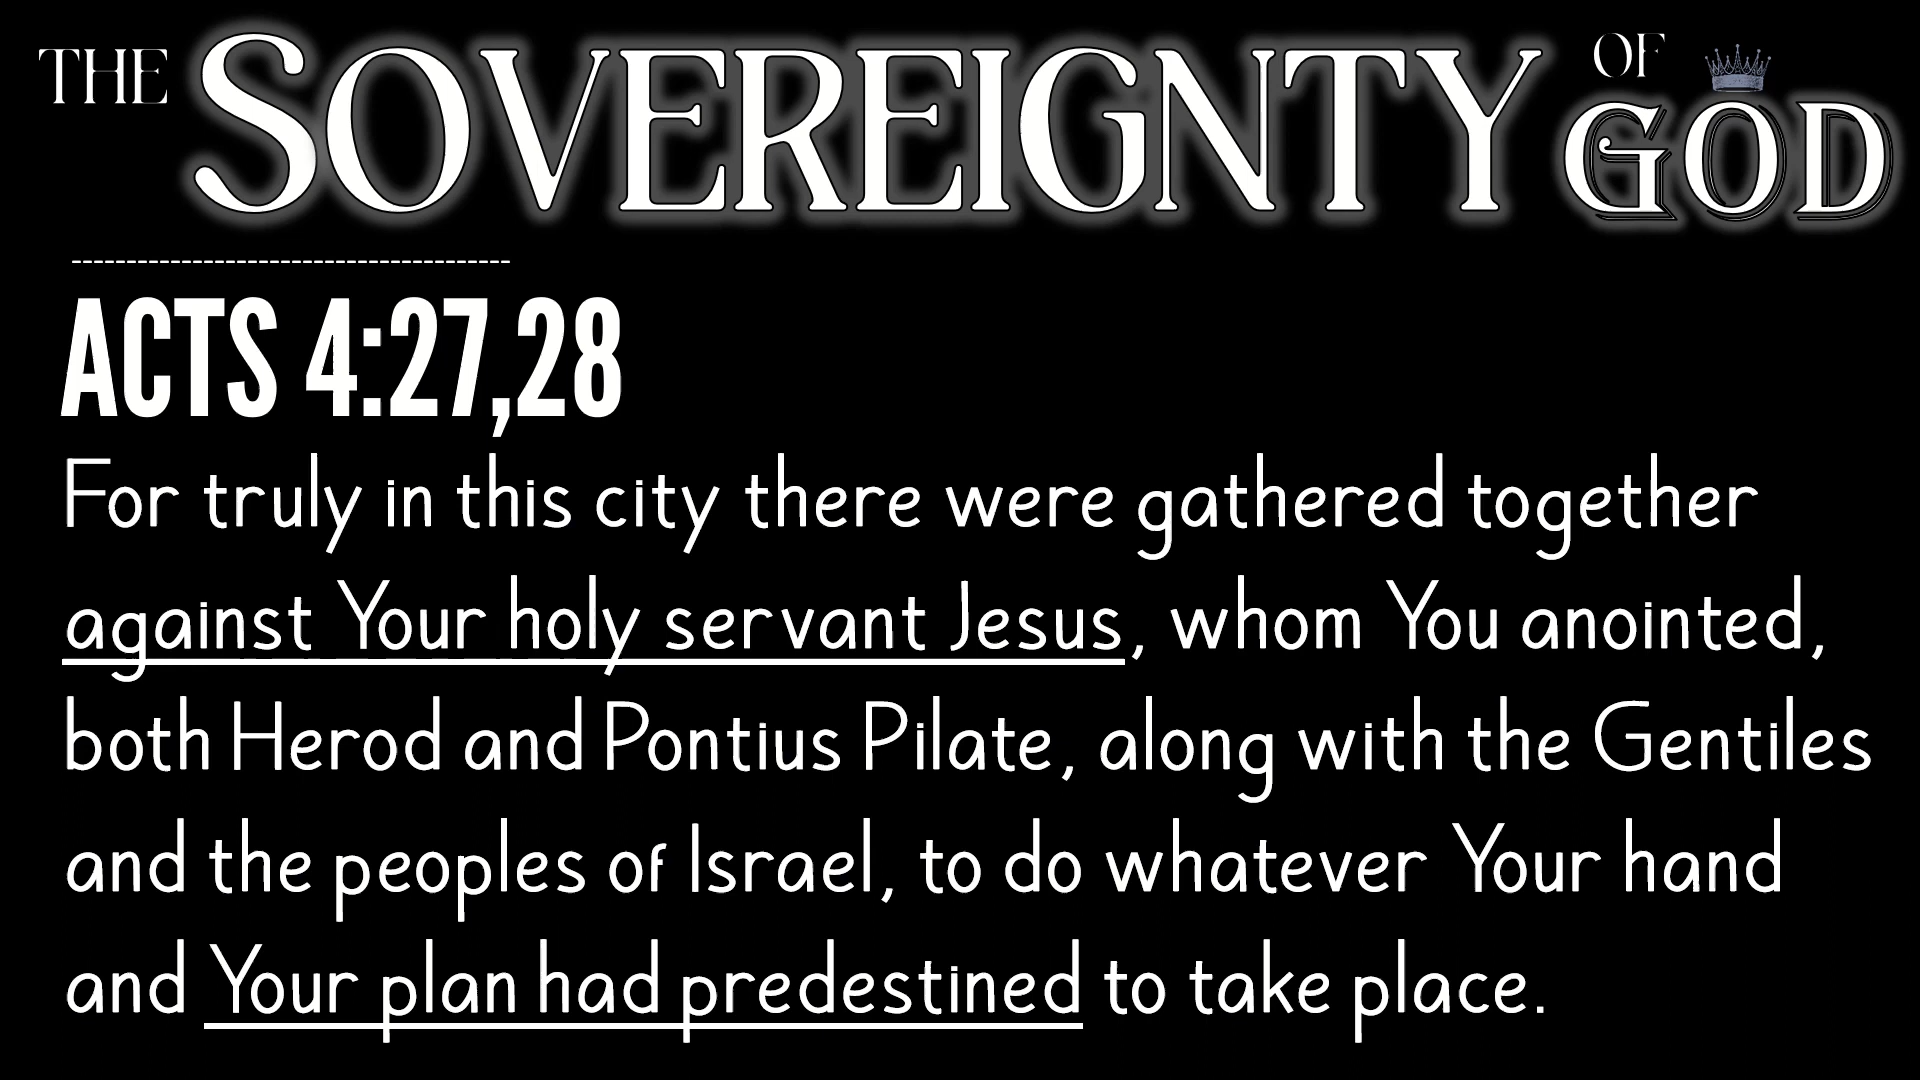 THE SOVEREIGNTY OF GOD
---------------------------------------
ACTS 4:27,28
For truly in this city there were gathered together
against Your holy servant Jesus, whom You anointed,
both Herod and Pontius Pilate, along with the Gentiles
and the peoples of Israel, to do whatever Your hand
and Your plan had predestined to take place.